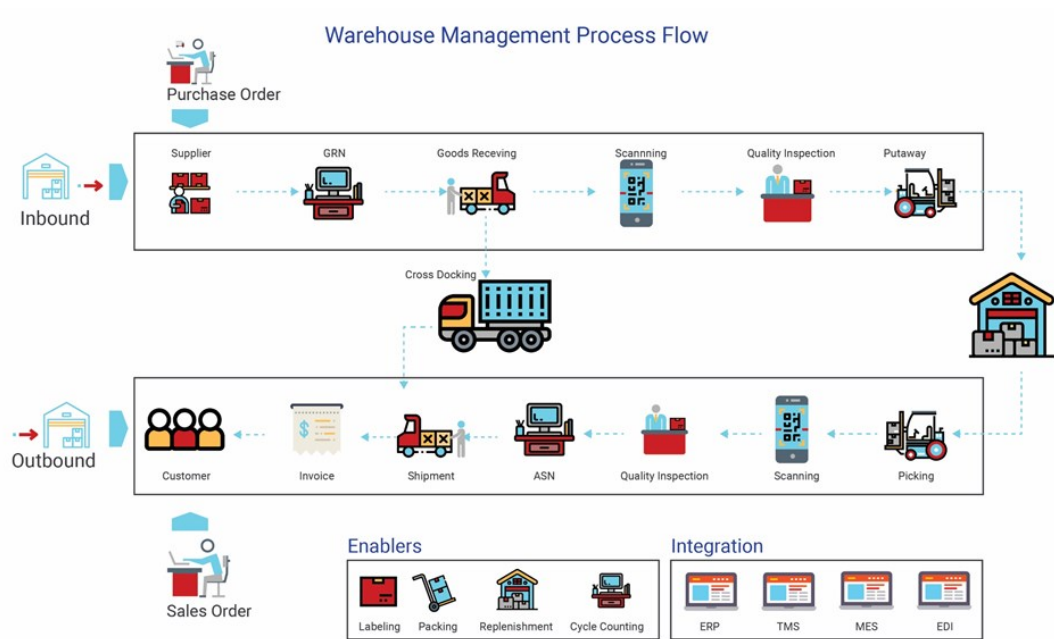 Warehouse Management Process Flow
Purchase Order
Supplier
GRN
Goods Receving
Scannning
Quality Inspection
Putaway
Inbound
Cross Docking
Outbound
Customer
Invoice
Shipment
ASN
Quality Inspection
Scanning
Picking
Sales Order
Enablers
Labeling
Packing
Replenishment
Cycle Counting
Integration
ERP
TMS
MES
EDI